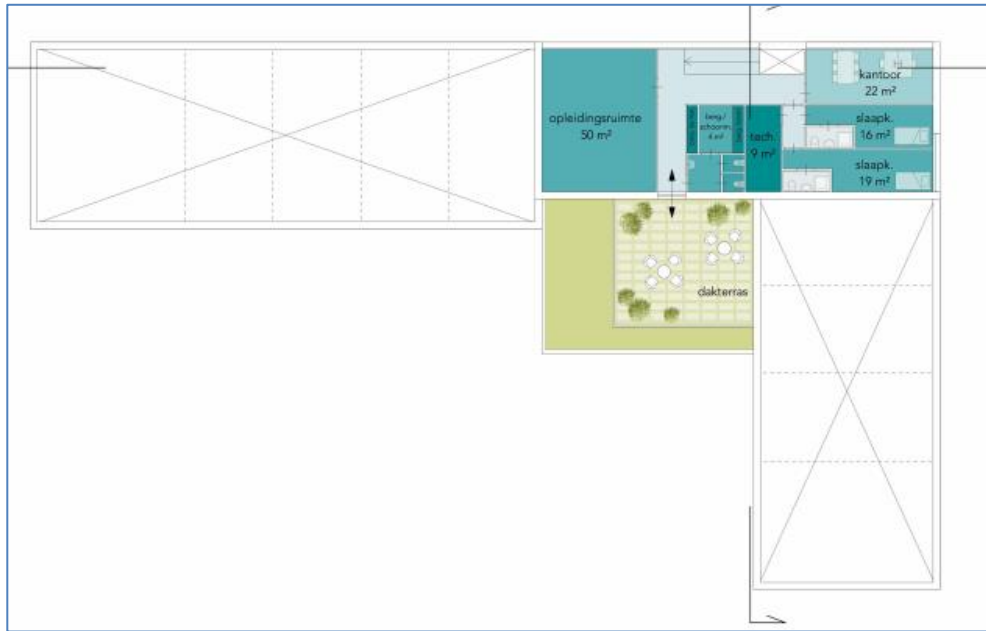 kantoor
22 m²
opleidingsruimte
50 m²
slaapk.
16 m²
tech.
9 m²
slaapk.
19 m²
dakterras